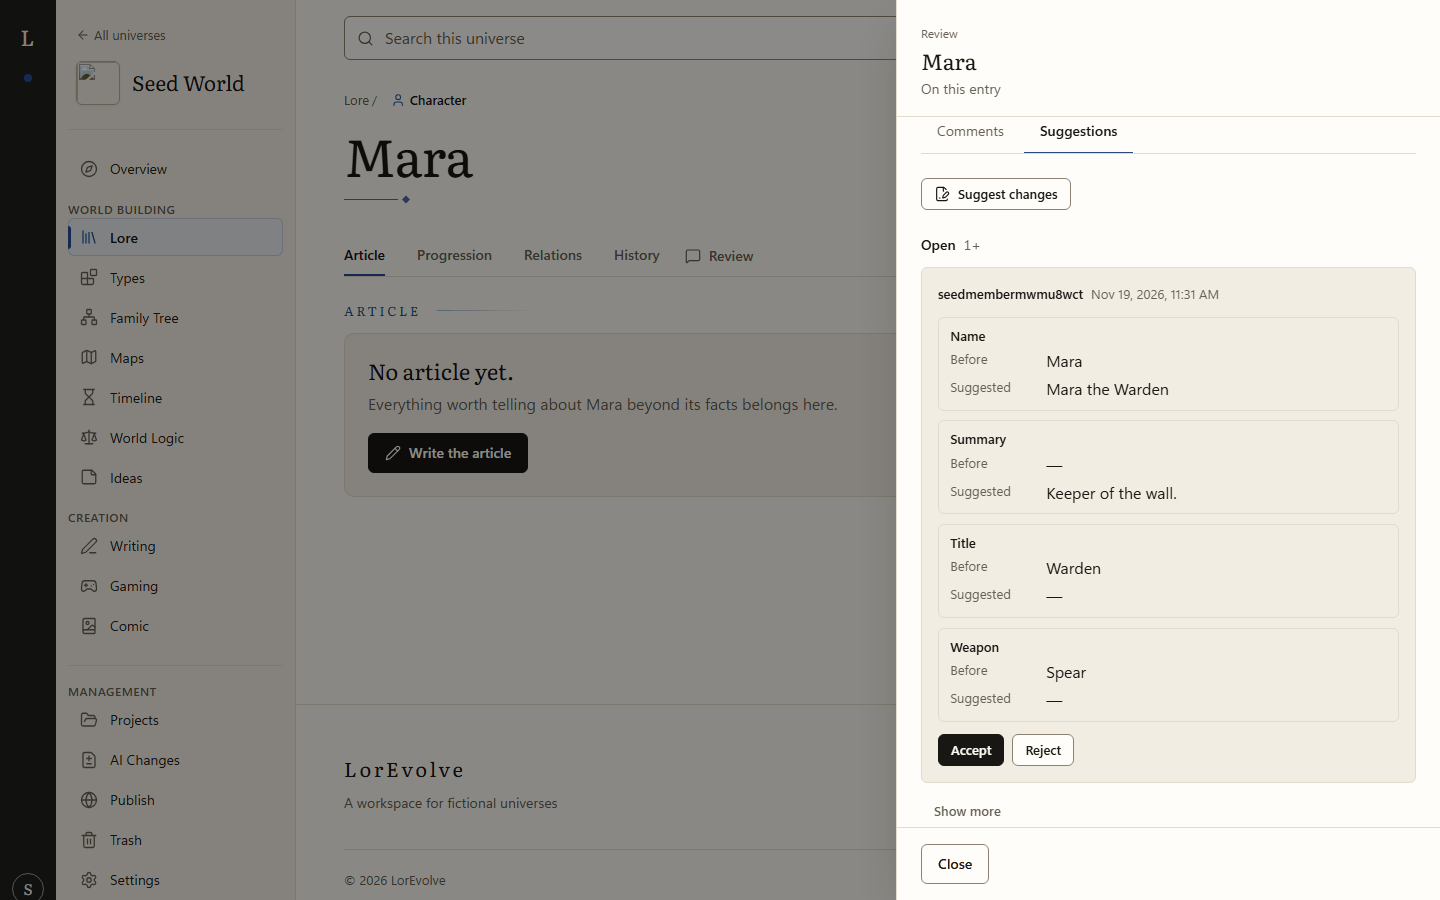 L
All universes
Seed World
Overview
WORLD BUILDING
Lore
Types
Family Tree
Maps
Timeline
World Logic
Ideas
CREATION
Writing
Gaming
Comic
MANAGEMENT
Projects
AI Changes
Publish
Trash
Settings
S
Search this universe
Lore / Character
Mara
Article Progression Relations History Review
ARTICLE
No article yet.
Everything worth telling about Mara beyond its facts belongs here.
Write the article
LorEvolve
A workspace for fictional universes
© 2026 LorEvolve
Review
Mara
On this entry
Comments Suggestions
Suggest changes
Open 1+
seedmembermwmu8wct Nov 19, 2026, 11:31 AM
Name
Before Mara
Suggested Mara the Warden
Summary
Before —
Suggested Keeper of the wall.
Title
Before Warden
Suggested —
Weapon
Before Spear
Suggested —
Accept Reject
Show more
Close